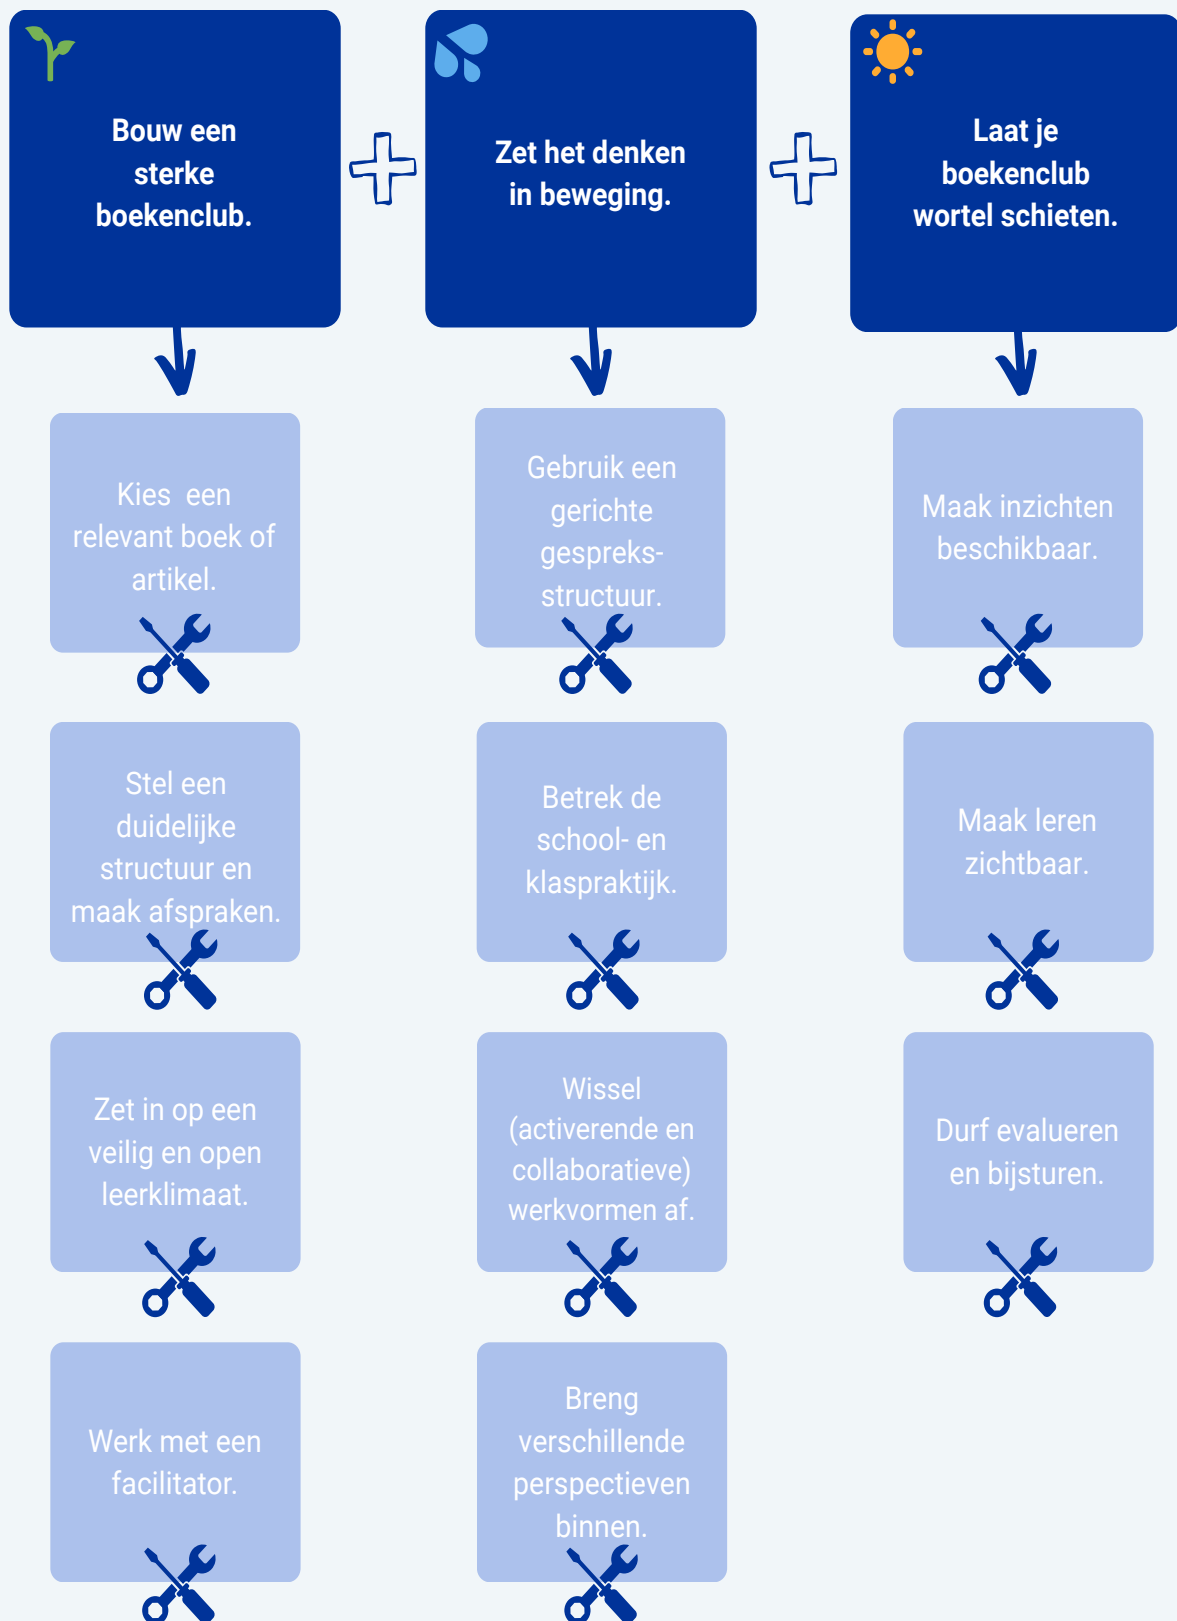 Bouw een
sterke
boekenclub.
Zet het denken
in beweging.
Laat je
boekenclub
wortel schieten.
Kies een
relevant boek of
artikel.
Gebruik een
gerichte
gespreks-
structuur.
Maak inzichten
beschikbaar.
Stel een
duidelijke
structuur en
maak afspraken.
Betrek de
school- en
klaspraktijk.
Maak leren
zichtbaar.
Zet in op een
veilig en open
leerklimaat.
Wissel
(activerende en
collaboratieve)
werkvormen af.
Durf evalueren
en bijsturen.
Werk met een
facilitator.
Breng
verschillende
perspectieven
binnen.